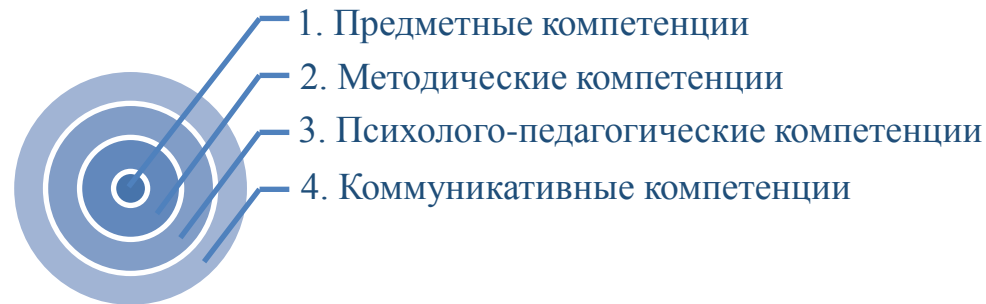 1. Предметные компетенции
2. Методические компетенции
3. Психолого-педагогические компетенции
4. Коммуникативные компетенции